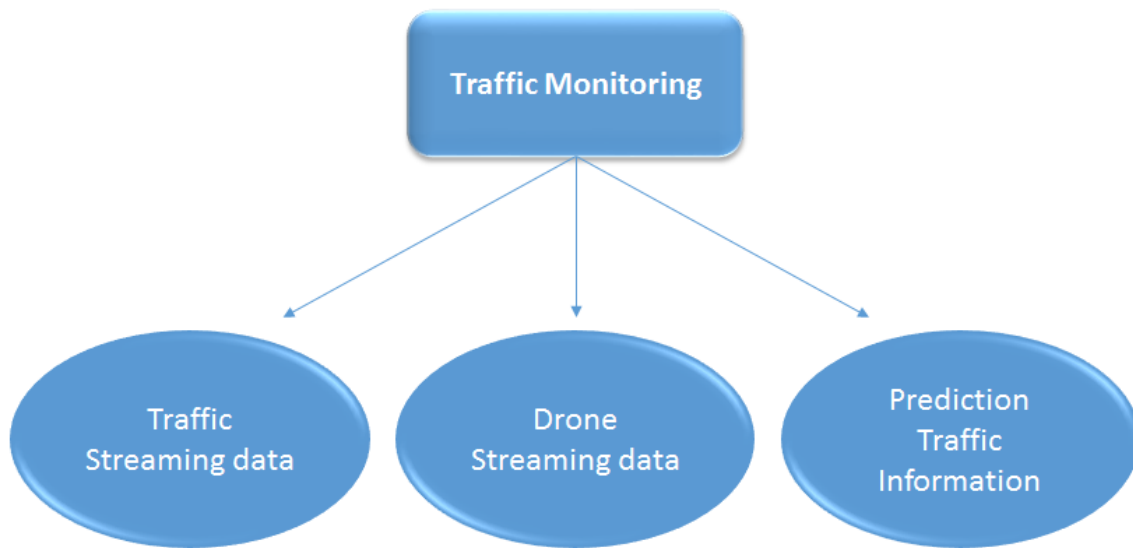 Traffic Monitoring
Traffic
Streaming data
Drone
Streaming data
Prediction
Traffic
Information